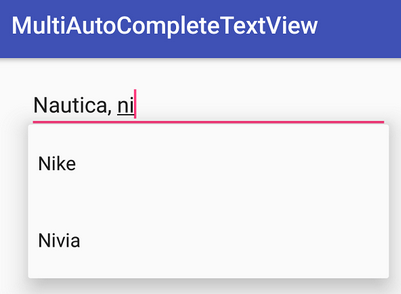 MultiAutoCompleteTextView
Nautica, ni
Nike
Nivia